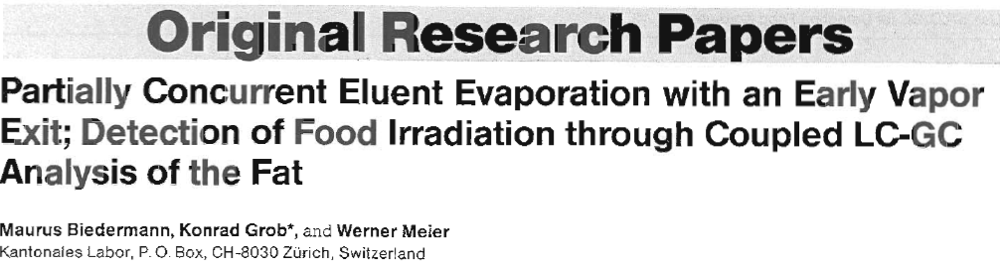 Original Research Papers
Partially Concurrent Eluent Evaporation with an Early Vapor
Exit; Detection of Food Irradiation through Coupled LC-GC
Analysis of the Fat
Maurus Biedermann, Konrad Grob*, and Werner Meier
Kantonales Labor, P. O. Box, CH-8030 Zürich, Switzerland